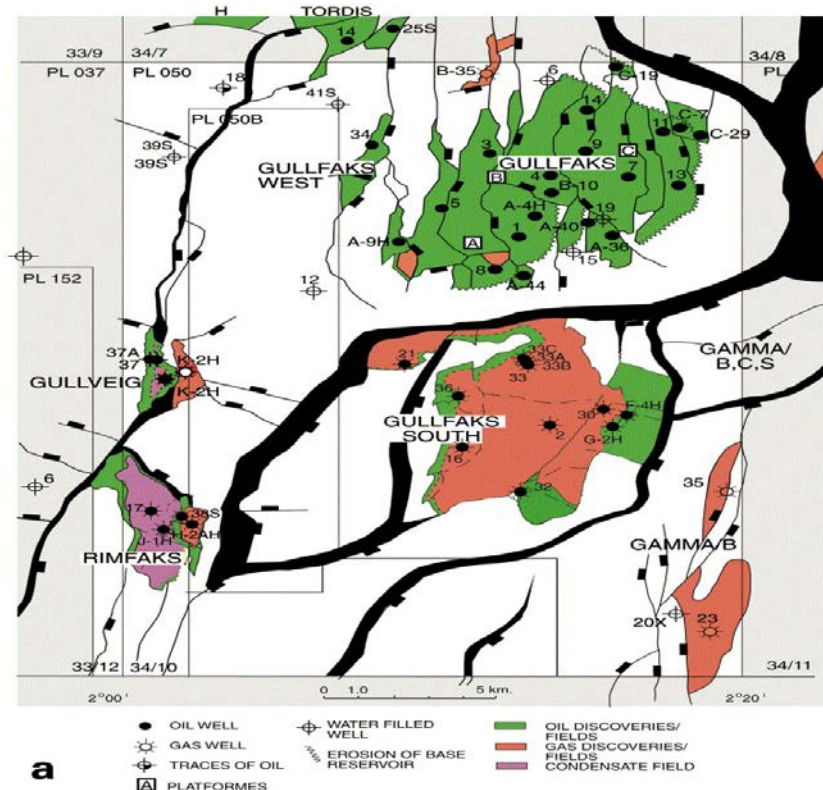 H TORDIS
25S
14
33/9 34/7
34/8
PL 037 PL 050
PL
18
B-35
6
C-19
41S
PL 050B
14
C-7
11
C-29
34
3
9
C
39S
39S
GULLFAKS
WEST
GULLFAKS
B
4
7
13
B-10
5
A-4H
19
A-40
A-9H
A
1
A-36
15
8
A-44
PL 152
12
37A
37
K-2H
GULLVEIG
K-2H
21
33C
33A
33B
33
GAMMA/
B,C,S
36
30
F-4H
GULLFAKS
SOUTH
2
G-2H
16
6
32
35
17
38S
J-1H
H-2AH
RIMFAKS
GAMMA/B
20X
23
33/12 34/10
34/11
2°00'
0 1.0 5 km.
2°20'
OIL WELL
GAS WELL
TRACES OF OIL
A PLATFORMES
WATER FILLED
WELL
EROSION OF BASE
RESERVOIR
OIL DISCOVERIES/
FIELDS
GAS DISCOVERIES/
FIELDS
CONDENSATE FIELD
a